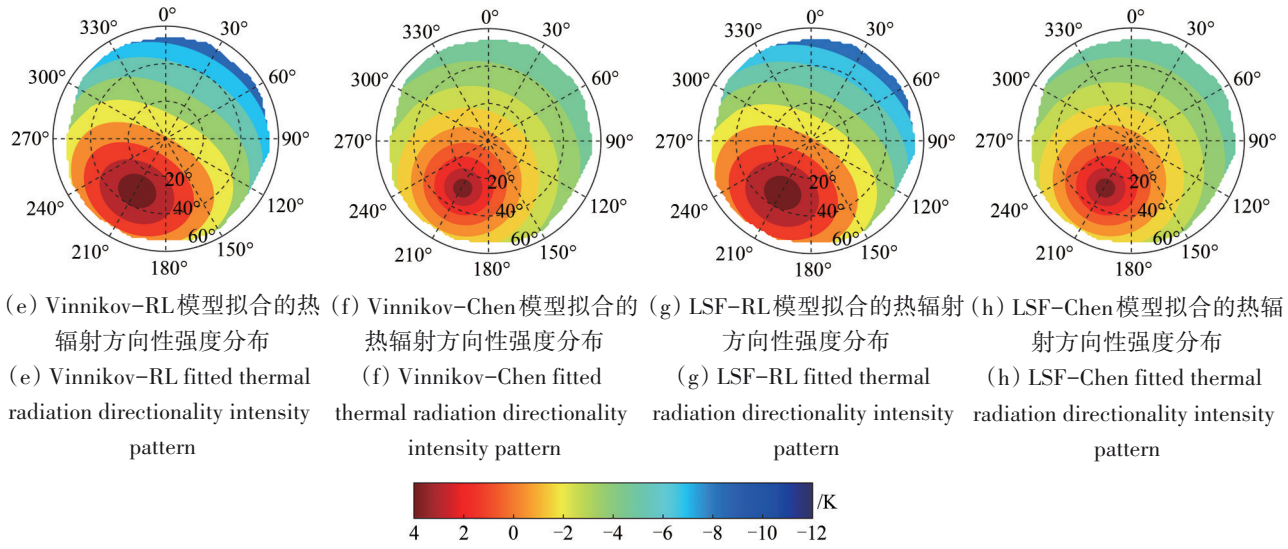 0°
30°
60°
90°
120°
150°
180°
210°
240°
270°
300°
330°
20°
40°
60°
0°
30°
60°
90°
120°
150°
180°
210°
240°
270°
300°
330°
20°
40°
60°
0°
30°
60°
90°
120°
150°
180°
210°
240°
270°
300°
330°
20°
40°
60°
0°
30°
60°
90°
120°
150°
180°
210°
240°
270°
300°
330°
20°
40°
60°
(e) Vinnikov-RL模型拟合的热
辐射方向性强度分布
(e) Vinnikov-RL fitted thermal
radiation directionality intensity
pattern
(f) Vinnikov-Chen模型拟合的
热辐射方向性强度分布
(f) Vinnikov-Chen fitted
thermal radiation directionality
intensity pattern
(g) LSF-RL模型拟合的热辐射
方向性强度分布
(g) LSF-RL fitted thermal
radiation directionality intensity
pattern
(h) LSF-Chen模型拟合的热辐
射方向性强度分布
(h) LSF-Chen fitted thermal
radiation directionality intensity
pattern
/K
4 2 0 -2 -4 -6 -8 -10 -12